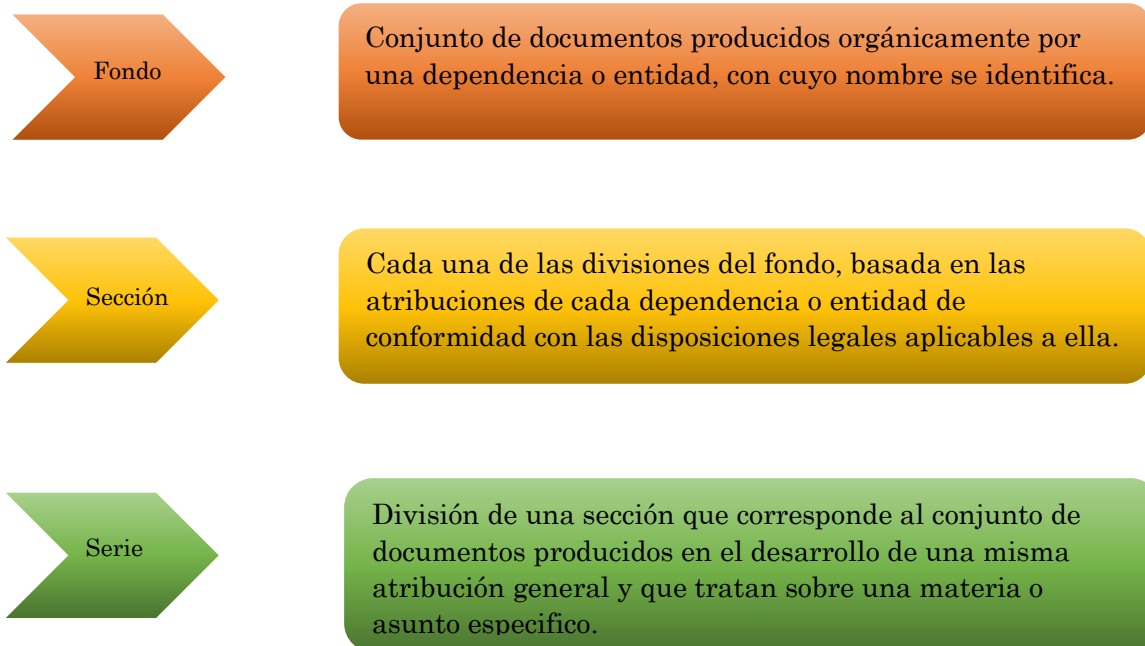 Fondo
Conjunto de documentos producidos orgánicamente por
una dependencia o entidad, con cuyo nombre se identifica.
Sección
Cada una de las divisiones del fondo, basada en las
atribuciones de cada dependencia o entidad de
conformidad con las disposiciones legales aplicables a ella.
Serie
División de una sección que corresponde al conjunto de
documentos producidos en el desarrollo de una misma
atribución general y que tratan sobre una materia o
asunto especifico.